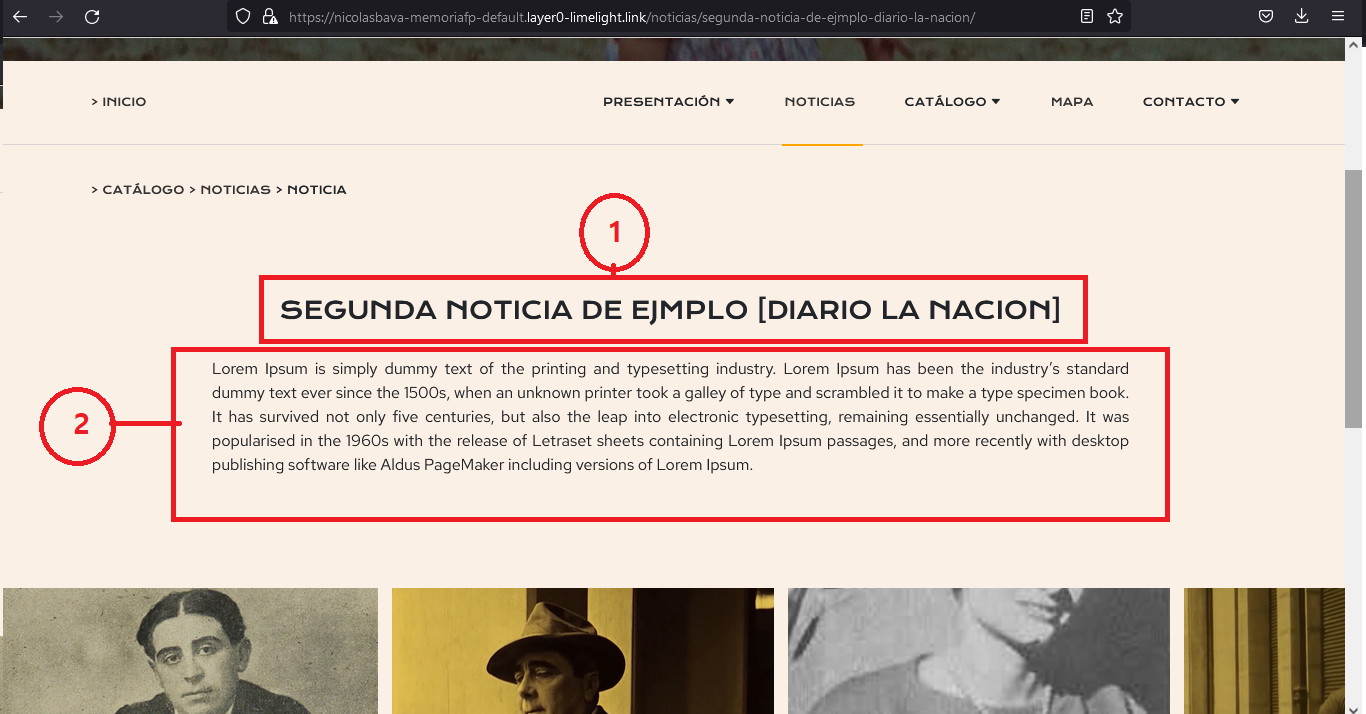 https://nicolasbava-memoriafp-default.layer0-limelight.link/noticias/segunda-noticia-de-ejmplo-diario-la-nacion/
> INICIO PRESENTACIÓN NOTICIAS CATÁLOGO MAPA CONTACTO
> CATÁLOGO > NOTICIAS > NOTICIA
1
SEGUNDA NOTICIA DE EJMPLO [DIARIO LA NACION]
2
Lorem Ipsum is simply dummy text of the printing and typesetting industry. Lorem Ipsum has been the industry’s standard
dummy text ever since the 1500s, when an unknown printer took a galley of type and scrambled it to make a type specimen book.
It has survived not only five centuries, but also the leap into electronic typesetting, remaining essentially unchanged. It was
popularised in the 1960s with the release of Letraset sheets containing Lorem Ipsum passages, and more recently with desktop
publishing software like Aldus PageMaker including versions of Lorem Ipsum.